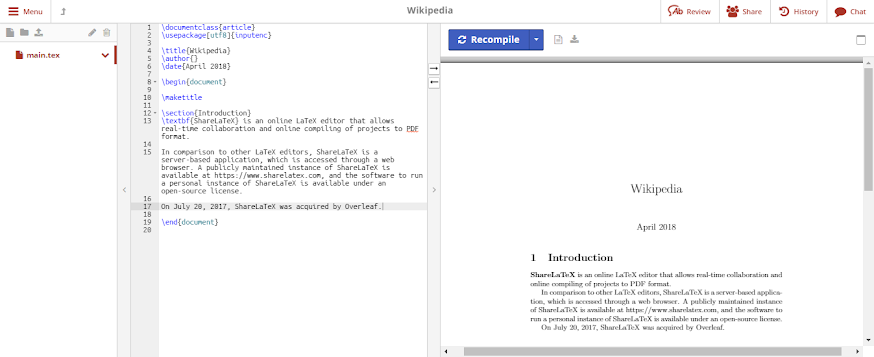 Menu
Wikipedia
Review
Share
History
Chat
main.tex
1 \documentclass{article}
2 \usepackage[utf8]{inputenc}
3
4 \title{Wikipedia}
5 \author{}
6 \date{April 2018}
7
8 \begin{document}
9
10 \maketitle
11
12 \section{Introduction}
13 \textbf{ShareLaTeX} is an online LaTeX editor that allows
real-time collaboration and online compiling of projects to PDF
format.
14
15 In comparison to other LaTeX editors, ShareLaTeX is a
server-based application, which is accessed through a web
browser. A publicly maintained instance of ShareLaTeX is
available at https://www.sharelatex.com, and the software to run
a personal instance of ShareLaTeX is available under an
open-source license.
16
17 On July 20, 2017, ShareLaTeX was acquired by Overleaf.
18
19 \end{document}
20
Recompile
Wikipedia
April 2018
1 Introduction
ShareLaTeX is an online LaTeX editor that allows real-time collaboration and
online compiling of projects to PDF format.
In comparison to other LaTeX editors, ShareLaTeX is a server-based applica-
tion, which is accessed through a web browser. A publicly maintained instance
of ShareLaTeX is available at https://www.sharelatex.com, and the software to
run a personal instance of ShareLaTeX is available under an open-source license.
On July 20, 2017, ShareLaTeX was acquired by Overleaf.